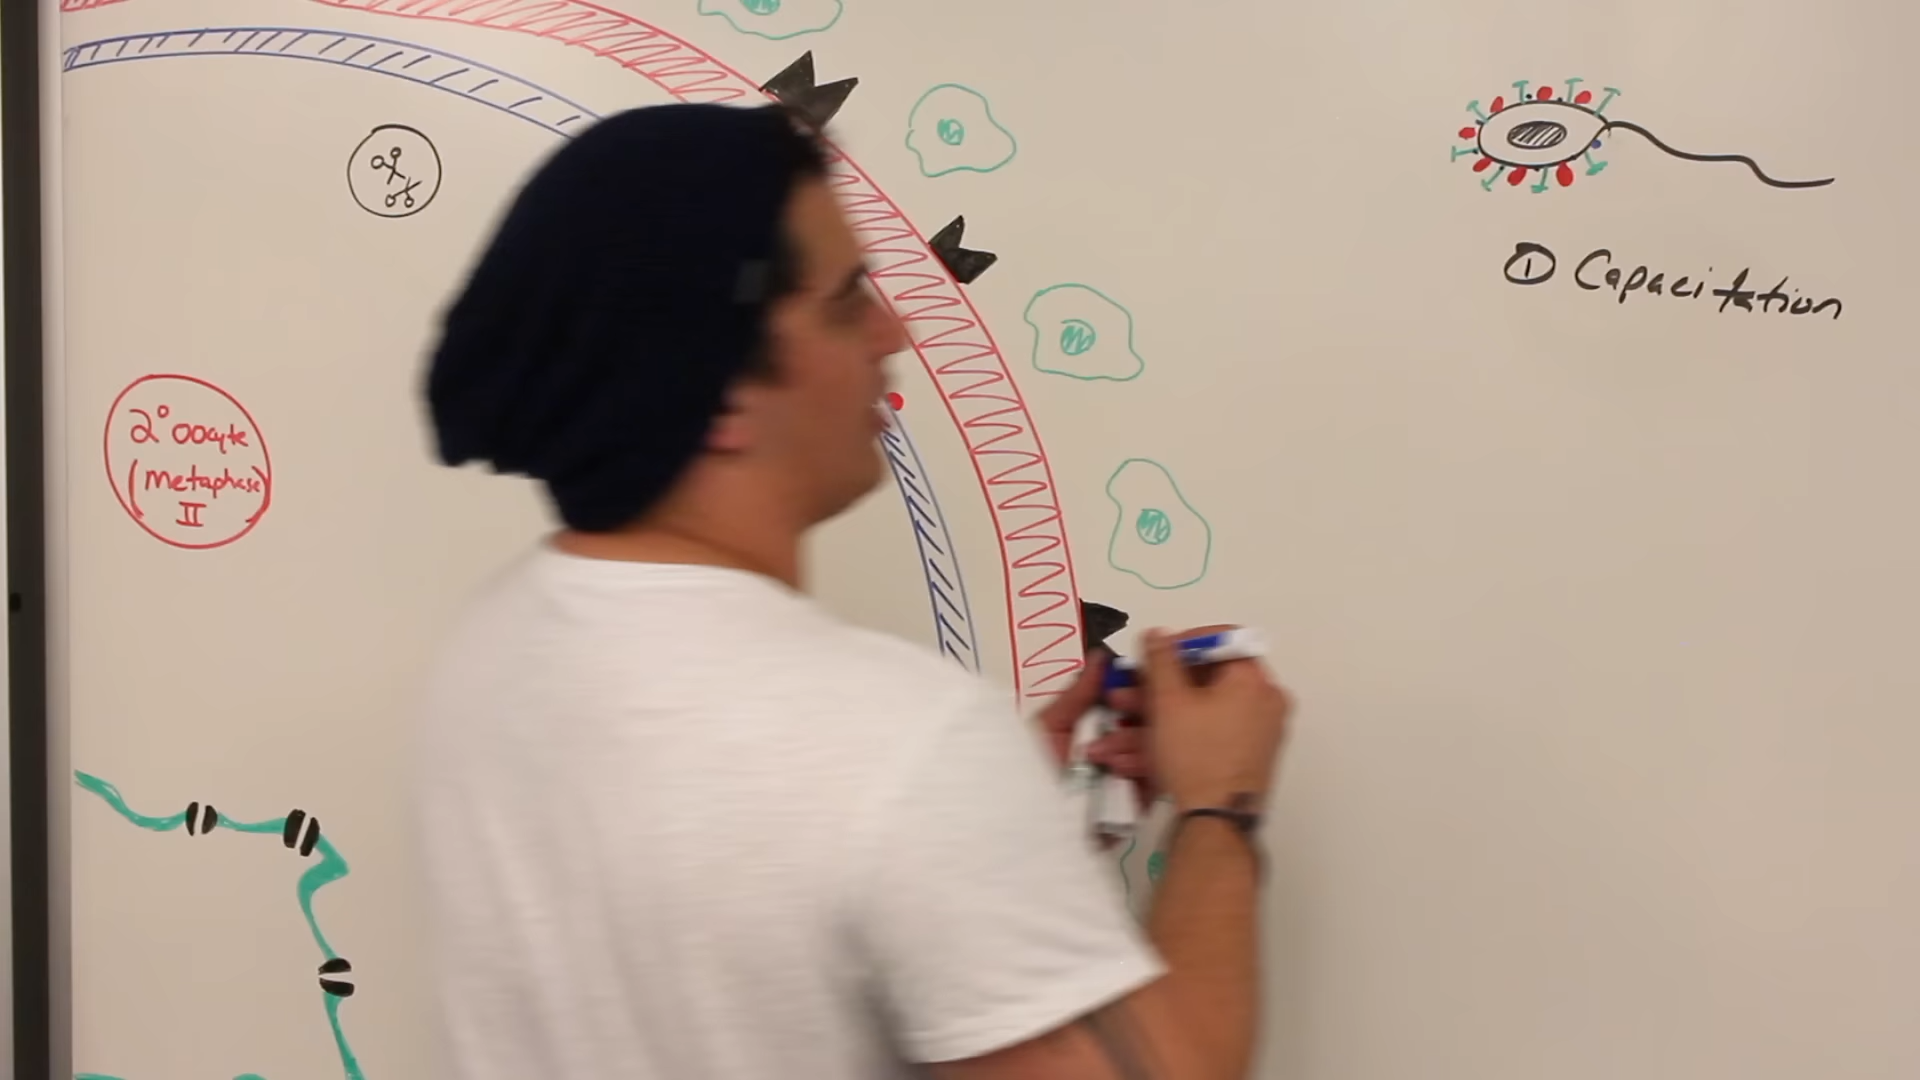 ① Capacitation
2° oocyte
(metaphase)
II